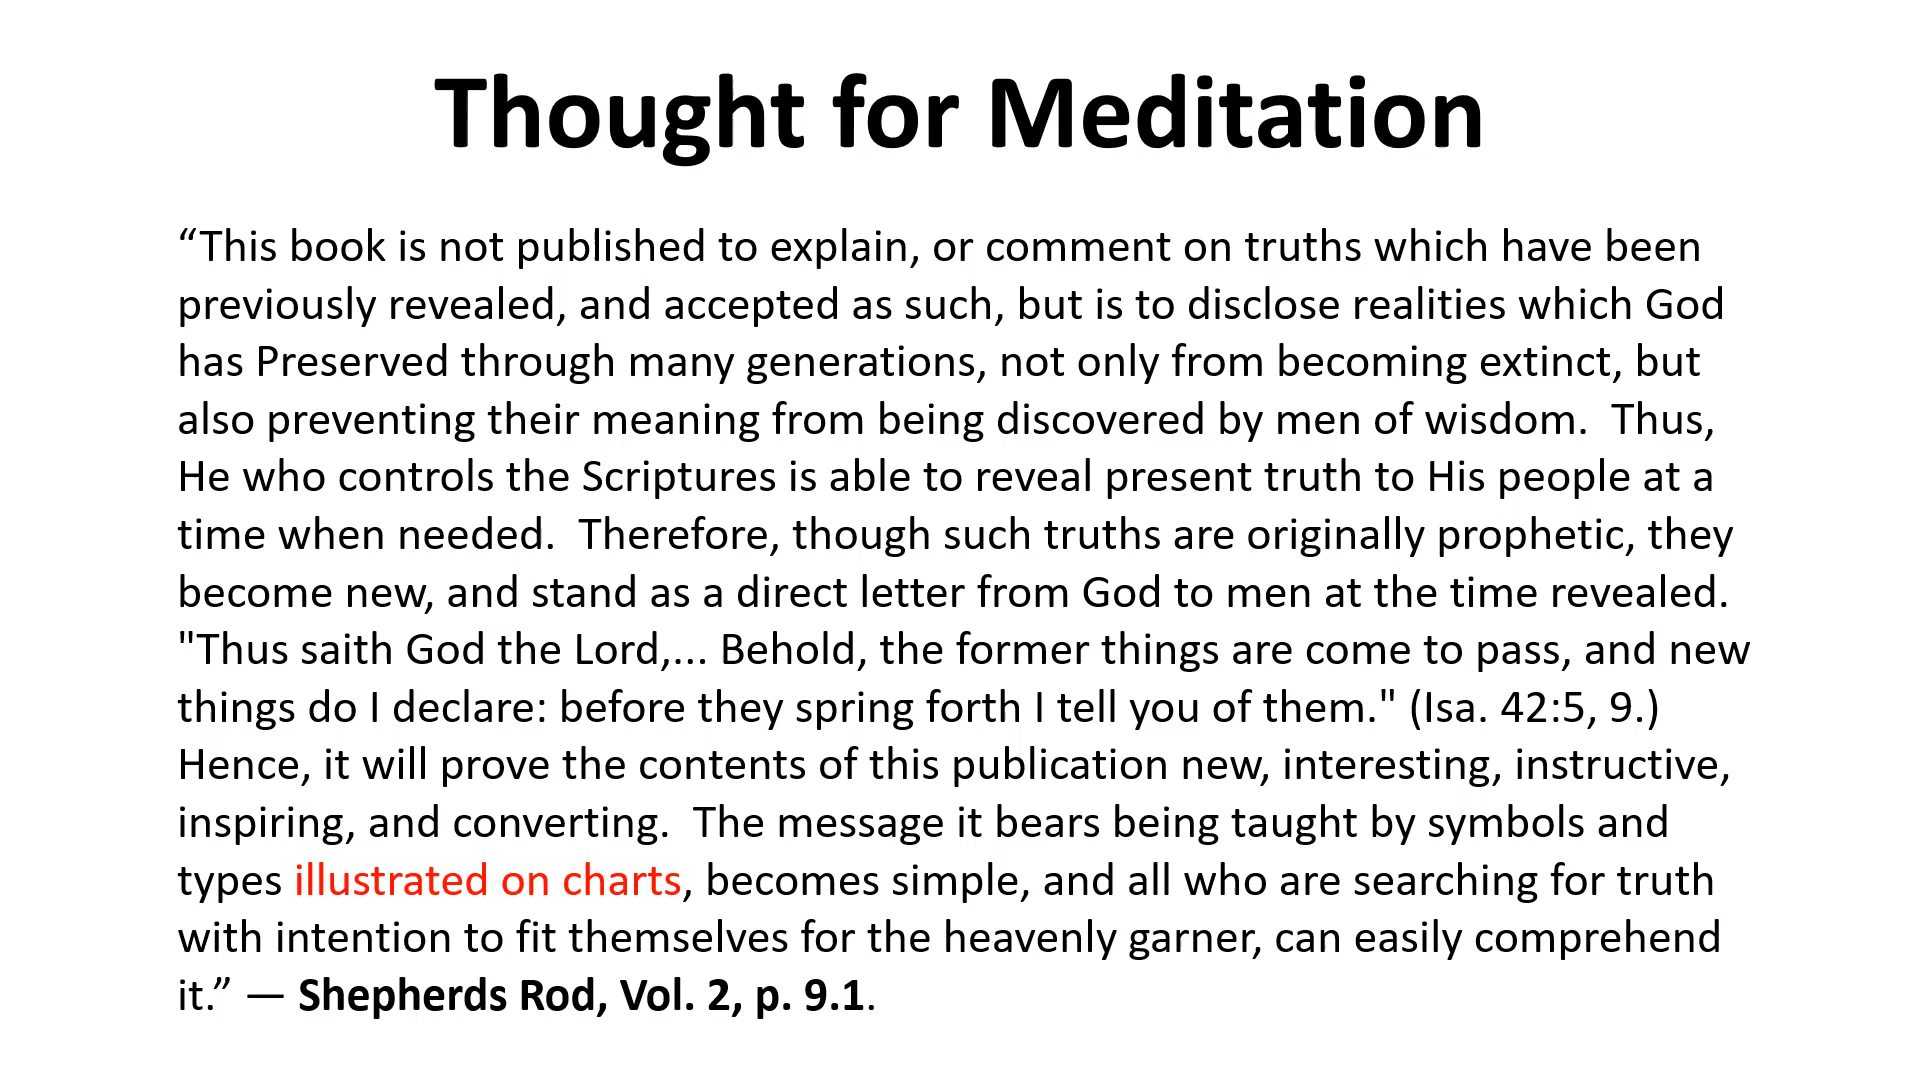 Thought for Meditation
“This book is not published to explain, or comment on truths which have been
previously revealed, and accepted as such, but is to disclose realities which God
has Preserved through many generations, not only from becoming extinct, but
also preventing their meaning from being discovered by men of wisdom.  Thus,
He who controls the Scriptures is able to reveal present truth to His people at a
time when needed.  Therefore, though such truths are originally prophetic, they
become new, and stand as a direct letter from God to men at the time revealed.
"Thus saith God the Lord,... Behold, the former things are come to pass, and new
things do I declare: before they spring forth I tell you of them." (Isa. 42:5, 9.)
Hence, it will prove the contents of this publication new, interesting, instructive,
inspiring, and converting.  The message it bears being taught by symbols and
types illustrated on charts, becomes simple, and all who are searching for truth
with intention to fit themselves for the heavenly garner, can easily comprehend
it.” — Shepherds Rod, Vol. 2, p. 9.1.